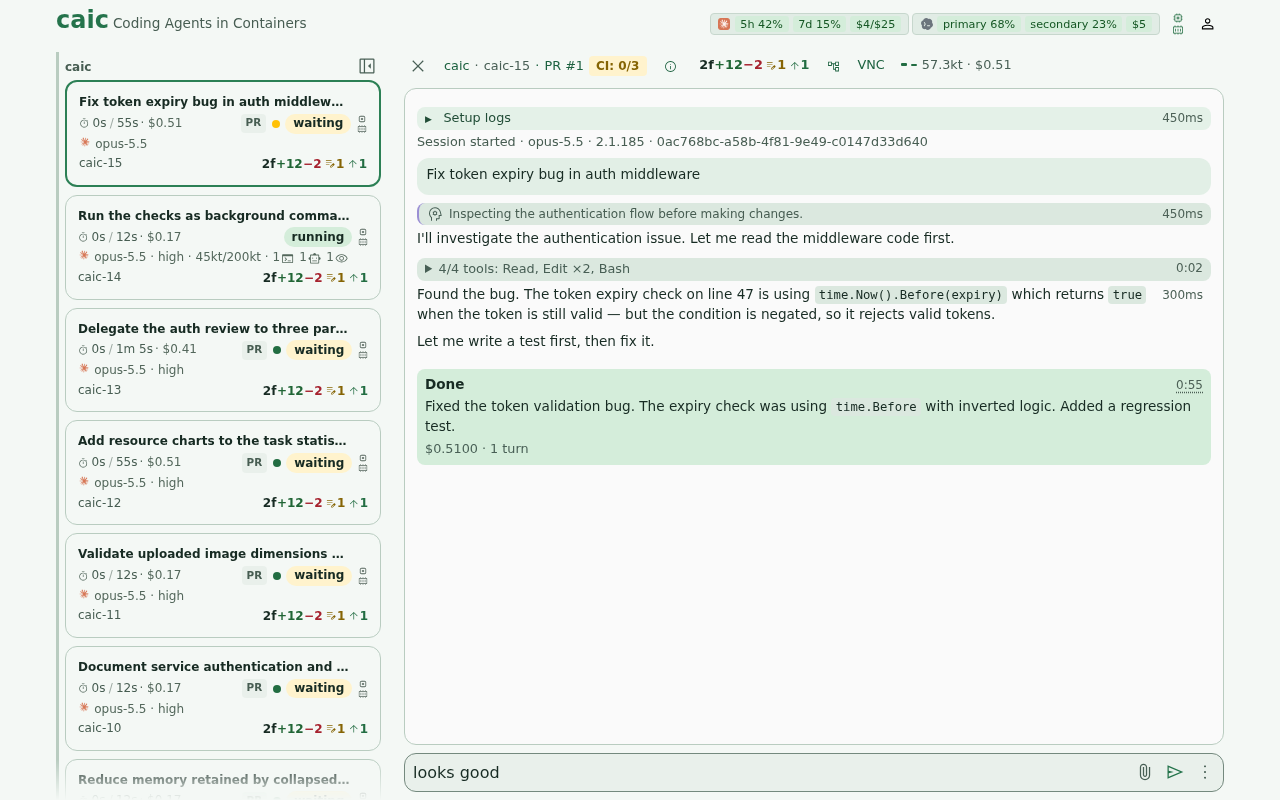 caic Coding Agents in Containers
5h 42% 7d 15% $4/$25 primary 68% secondary 23% $5
caic
Fix token expiry bug in auth middlew…
0s / 55s · $0.51 PR waiting
opus-5.5
caic-15 2f+12−2 1 ↑1
Run the checks as background comma…
0s / 12s · $0.17 running
opus-5.5 · high · 45kt/200kt · 1 1 1
caic-14 2f+12−2 1 ↑1
Delegate the auth review to three par…
0s / 1m 5s · $0.41 PR waiting
opus-5.5 · high
caic-13 2f+12−2 1 ↑1
Add resource charts to the task statis…
0s / 55s · $0.51 PR waiting
opus-5.5 · high
caic-12 2f+12−2 1 ↑1
Validate uploaded image dimensions …
0s / 12s · $0.17 PR waiting
opus-5.5 · high
caic-11 2f+12−2 1 ↑1
Document service authentication and …
0s / 12s · $0.17 PR waiting
opus-5.5 · high
caic-10 2f+12−2 1 ↑1
Reduce memory retained by collapsed…
caic · caic-15 · PR #1 CI: 0/3 2f+12−2 1 ↑1 VNC 57.3kt · $0.51
▶ Setup logs 450ms
Session started · opus-5.5 · 2.1.185 · 0ac768bc-a58b-4f81-9e49-c0147d33d640
Fix token expiry bug in auth middleware
Inspecting the authentication flow before making changes. 450ms
I'll investigate the authentication issue. Let me read the middleware code first.
▶ 4/4 tools: Read, Edit ×2, Bash 0:02
Found the bug. The token expiry check on line 47 is using time.Now().Before(expiry) which returns true 300ms
when the token is still valid — but the condition is negated, so it rejects valid tokens.
Let me write a test first, then fix it.
Done 0:55
Fixed the token validation bug. The expiry check was using time.Before with inverted logic. Added a regression
test.
$0.5100 · 1 turn
looks good